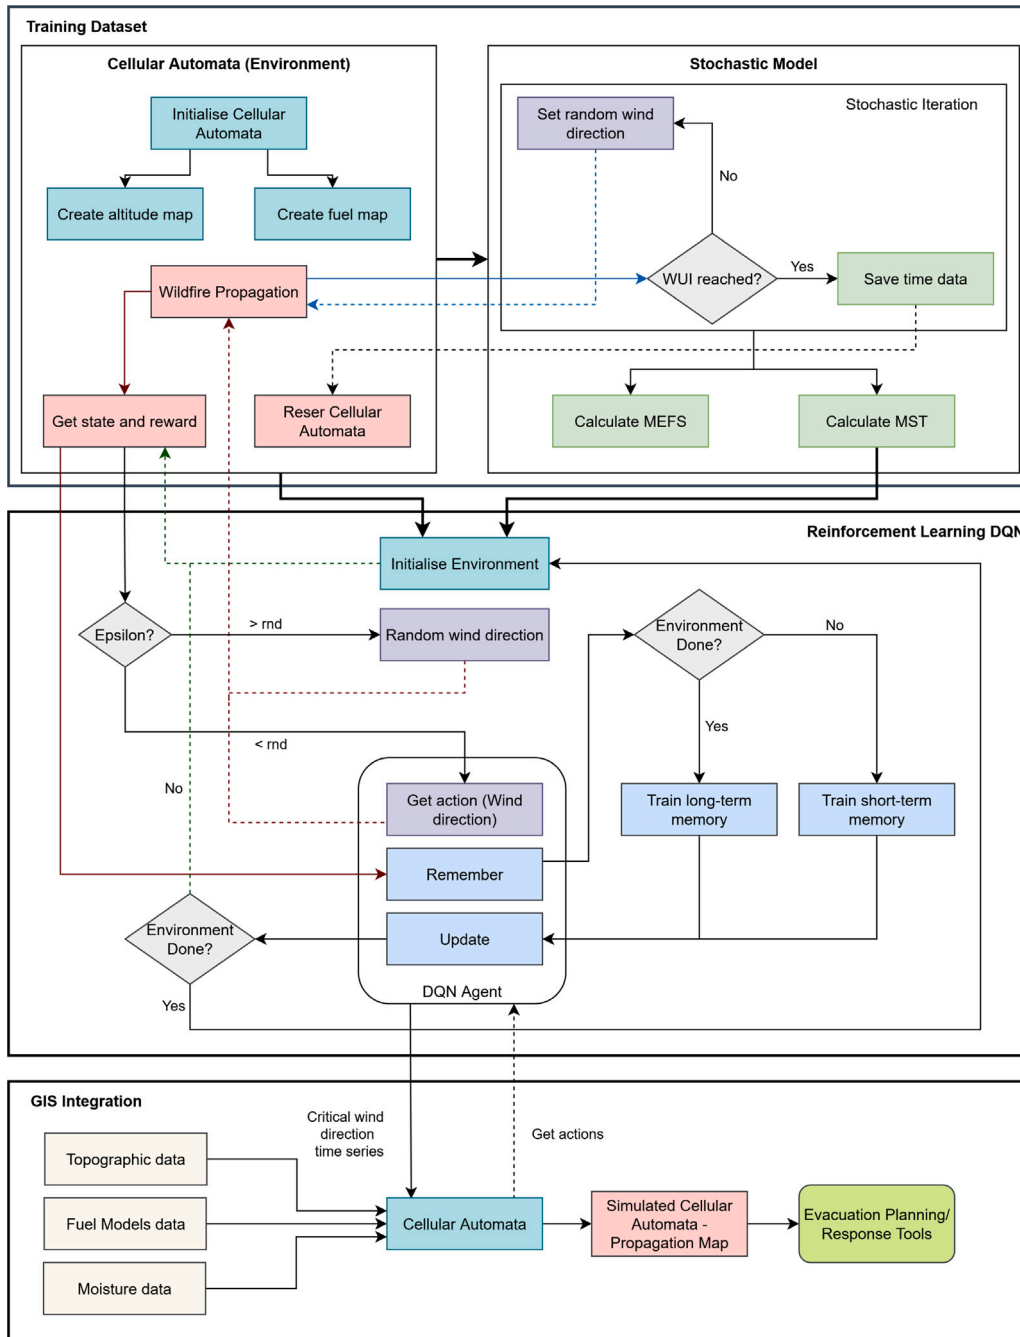 Training Dataset
Cellular Automata (Environment)
Initialise Cellular
Automata
Create altitude map
Create fuel map
Wildfire Propagation
Get state and reward
Reser Cellular
Automata
Stochastic Model
Stochastic Iteration
Set random wind
direction
No
WUI reached?
Yes
Save time data
Calculate MEFS
Calculate MST
Reinforcement Learning DQN
Initialise Environment
Epsilon?
> rnd
Random wind direction
Environment
Done?
No
Yes
< rnd
No
Get action (Wind
direction)
Train long-term
memory
Train short-term
memory
Remember
Environment
Done?
Update
DQN Agent
Yes
GIS Integration
Critical wind
direction
time series
Get actions
Topographic data
Fuel Models data
Moisture data
Cellular Automata
Simulated Cellular
Automata -
Propagation Map
Evacuation Planning/
Response Tools